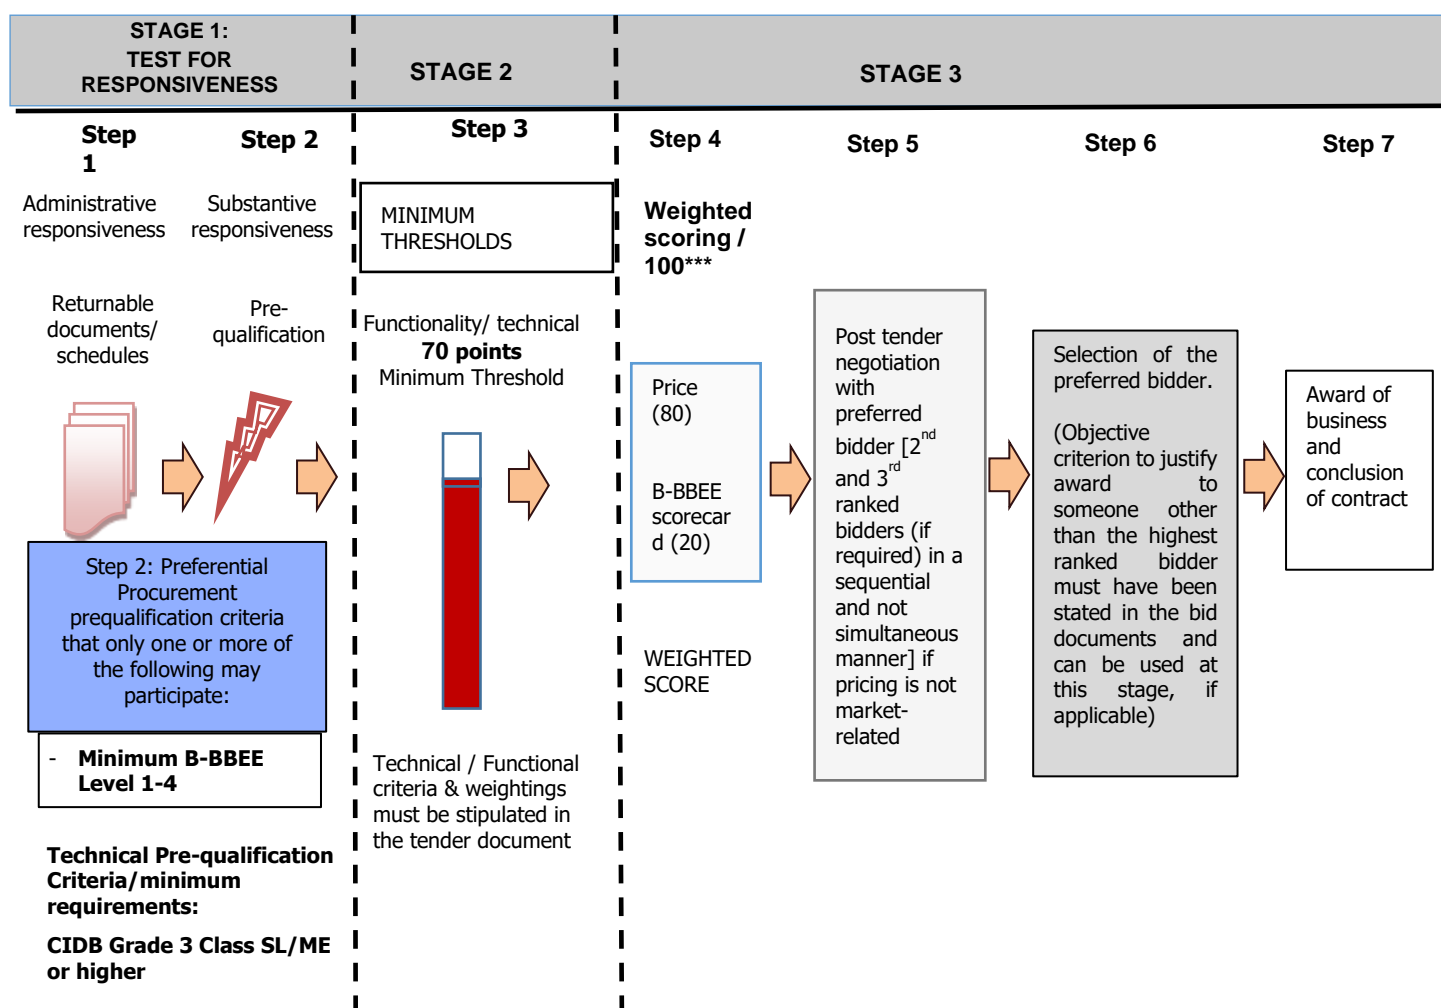 STAGE 1:
TEST FOR
RESPONSIVENESS
STAGE 2
STAGE 3
Step
1
Step 2
Step 3
Step 4
Step 5
Step 6
Step 7
Administrative
responsiveness
Substantive
responsiveness
MINIMUM
THRESHOLDS
Weighted
scoring /
100***
Returnable
documents/
schedules
Pre-
qualification
Functionality/ technical
70 points
Minimum Threshold
Price
(80)
B-BBEE
scorecar
d (20)
WEIGHTED
SCORE
Post tender
negotiation
with
preferred
bidder [2nd
and 3rd
ranked
bidders (if
required) in a
sequential
and not
simultaneous
manner] if
pricing is not
market-
related
Selection of the
preferred bidder.
(Objective
criterion to justify
award to
someone other
than the highest
ranked bidder
must have been
stated in the bid
documents and
can be used at
this stage, if
applicable)
Award of
business
and
conclusion
of contract
Step 2: Preferential
Procurement
prequalification criteria
that only one or more of
the following may
participate:
- Minimum B-BBEE
Level 1-4
Technical / Functional
criteria & weightings
must be stipulated in
the tender document
Technical Pre-qualification
Criteria/minimum
requirements:
CIDB Grade 3 Class SL/ME
or higher